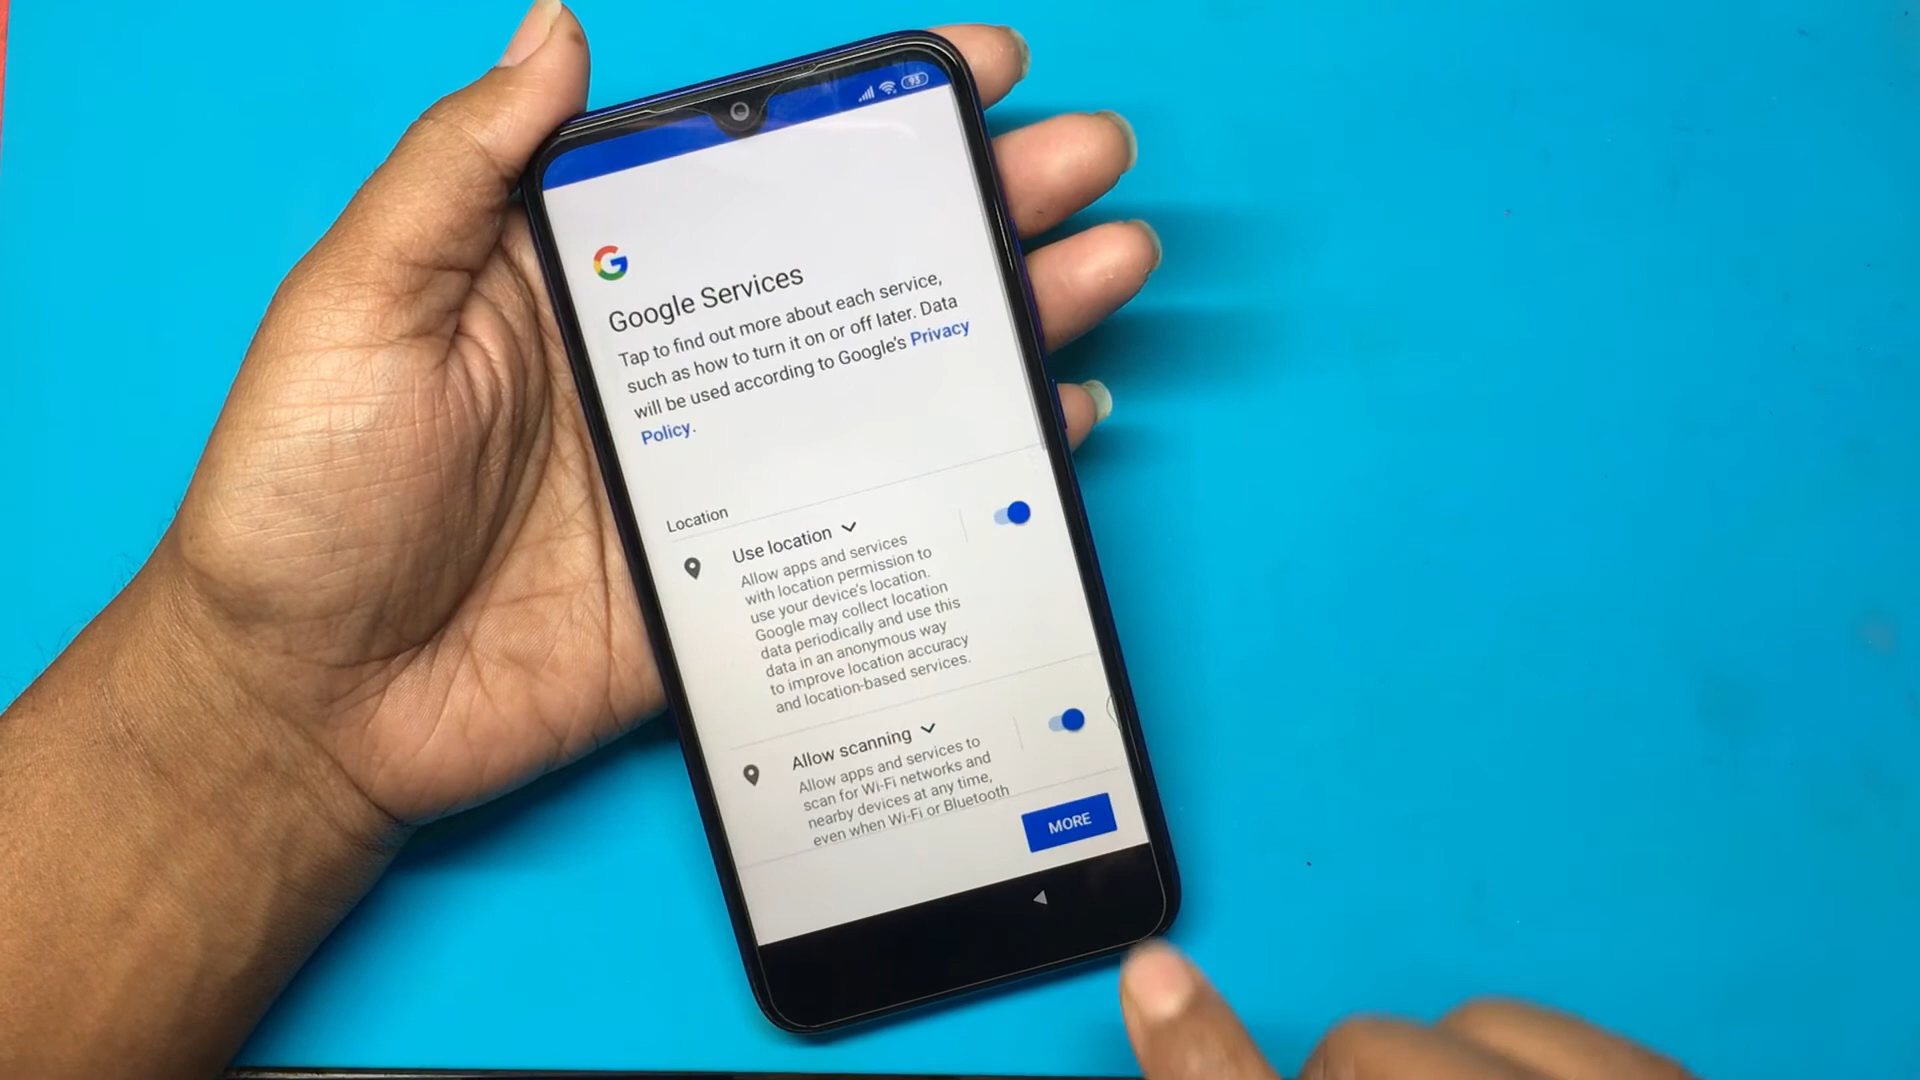 93
Google Services
Tap to find out more about each service,
such as how to turn it on or off later. Data
will be used according to Google's Privacy
Policy.
Location
Use location
Allow apps and services
with location permission to
use your device's location.
Google may collect location
data periodically and use this
data in an anonymous way
to improve location accuracy
and location-based services.
Allow scanning
Allow apps and services to
scan for Wi-Fi networks and
nearby devices at any time,
even when Wi-Fi or Bluetooth
MORE